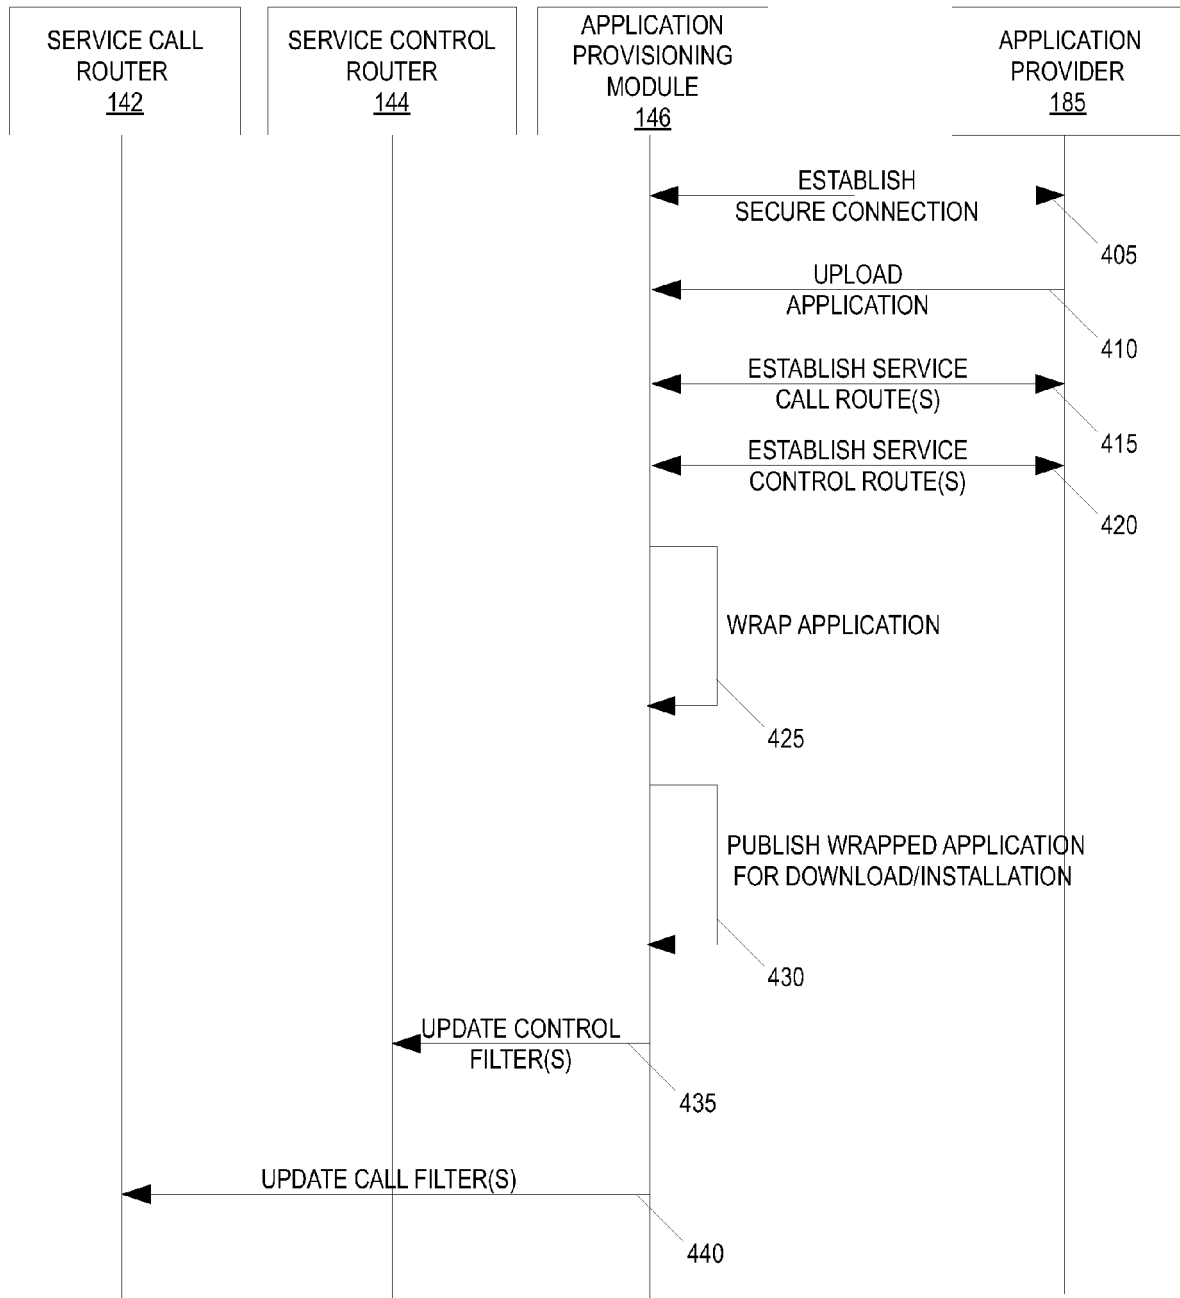 SERVICE CALL
ROUTER
142
SERVICE CONTROL
ROUTER
144
APPLICATION
PROVISIONING
MODULE
146
APPLICATION
PROVIDER
185
ESTABLISH
SECURE CONNECTION
405
UPLOAD
APPLICATION
410
ESTABLISH SERVICE
CALL ROUTE(S)
415
ESTABLISH SERVICE
CONTROL ROUTE(S)
420
WRAP APPLICATION
425
PUBLISH WRAPPED APPLICATION
FOR DOWNLOAD/INSTALLATION
430
UPDATE CONTROL
FILTER(S)
435
UPDATE CALL FILTER(S)
440